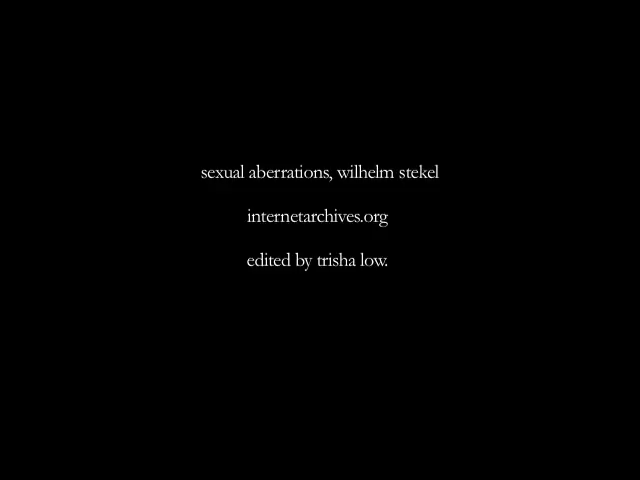 sexual aberrations, wilhelm stekel
internetarchives.org
edited by trisha low.